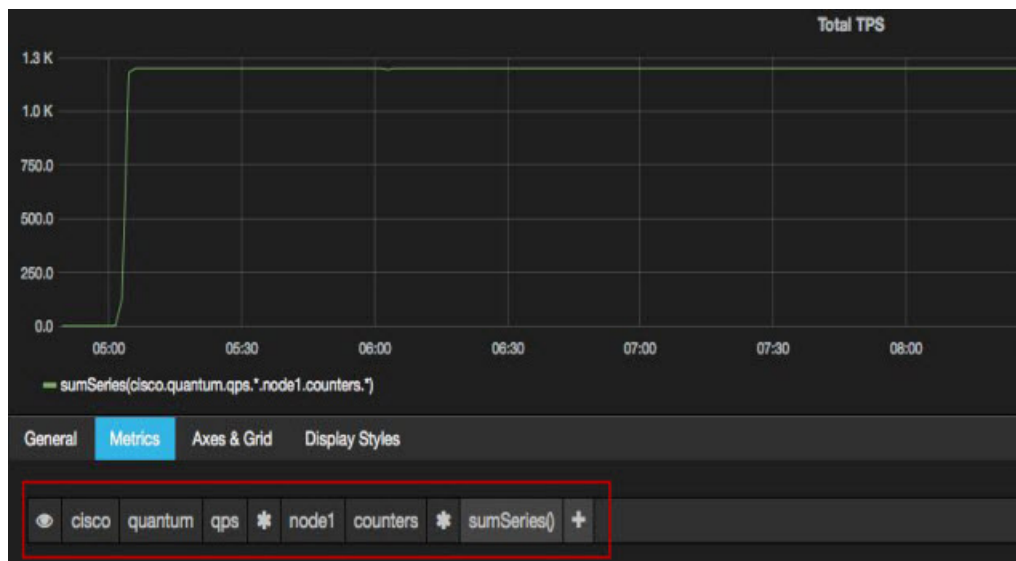 Total TPS
1.3 K
1.0 K
750.0
500.0
250.0
0.0
05:00 05:30 06:00 06:30 07:00 07:30 08:00
sumSeries(cisco.quantum.qps.*.node1.counters.*)
General Metrics Axes & Grid Display Styles
cisco quantum qps * node1 counters * sumSeries() +